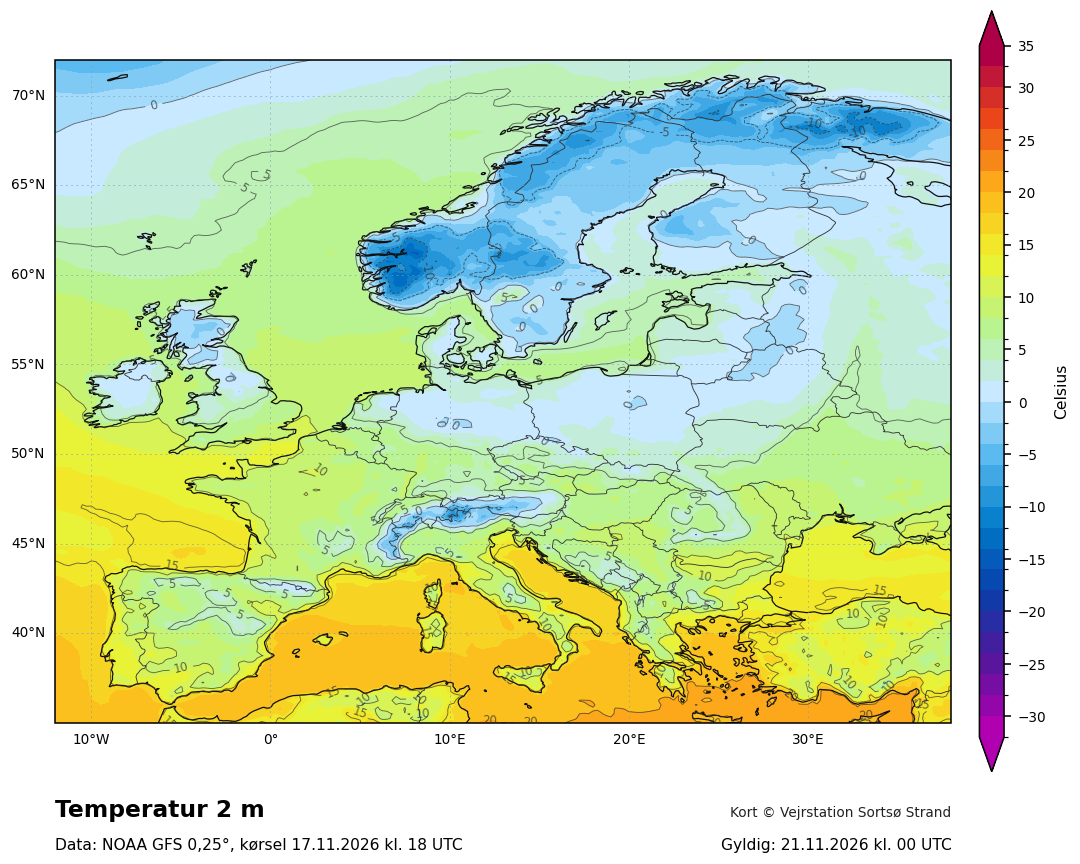 70°N
65°N
60°N
55°N
50°N
45°N
40°N
10°W
0°
10°E
20°E
30°E
35
30
25
20
15
10
5
0
−5
−10
−15
−20
−25
−30
Celsius
Temperatur 2 m
Kort © Vejrstation Sortsø Strand
Data: NOAA GFS 0,25°, kørsel 17.11.2026 kl. 18 UTC
Gyldig: 21.11.2026 kl. 00 UTC